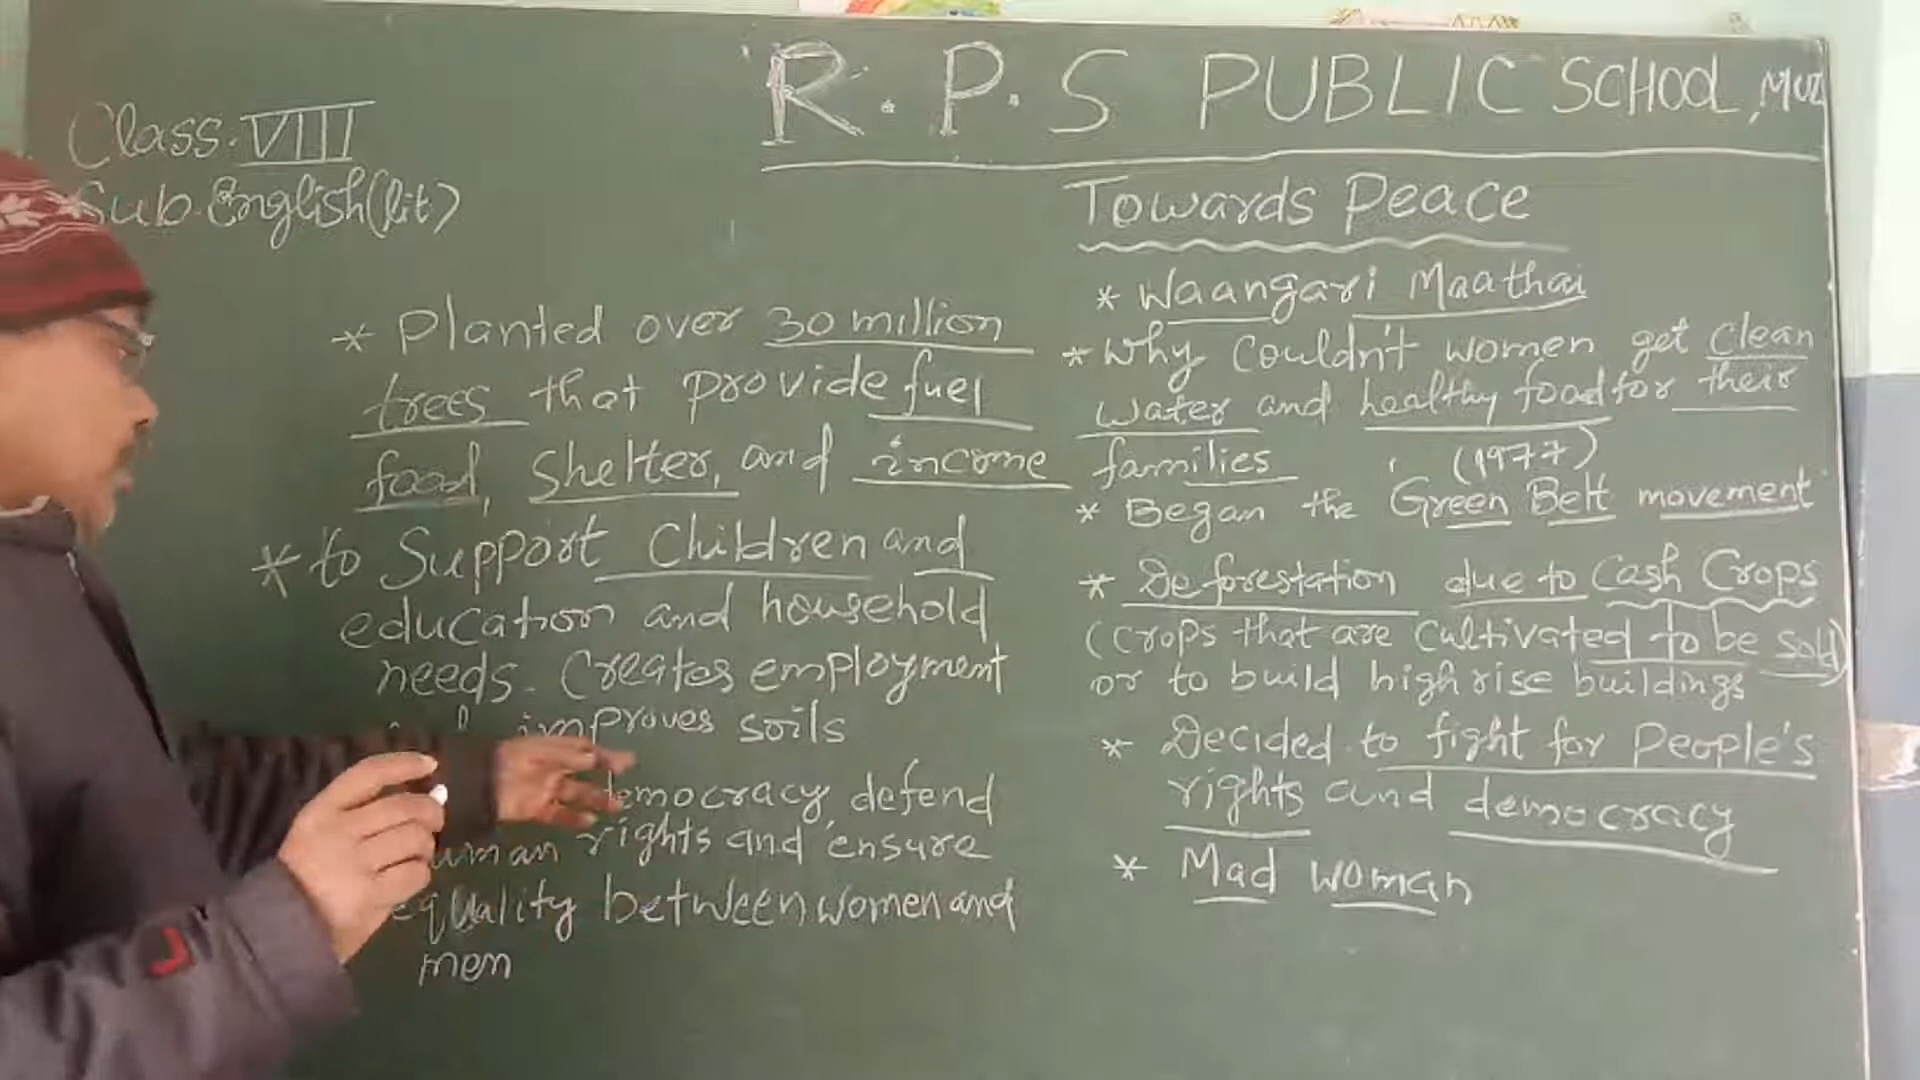 R.P.S PUBLIC SCHOOL, MUZ
Class. VIII
Sub. English(lit)
Towards Peace
* Waangari Maathai
* Why couldn't women get clean
water and healthy food for their
families
(1977)
* Began the 'Green Belt movement'
* Deforestation due to Cash Crops
(crops that are cultivated to be sold)
or to build high rise buildings
* Decided to fight for People's
rights and democracy
* Mad woman
* Planted over 30 million
trees that provide fuel
food, shelter, and income
* to Support Children and
education and household
needs. Creates employment
improves soils
democracy, defend
human rights and ensure
equality between women and
men